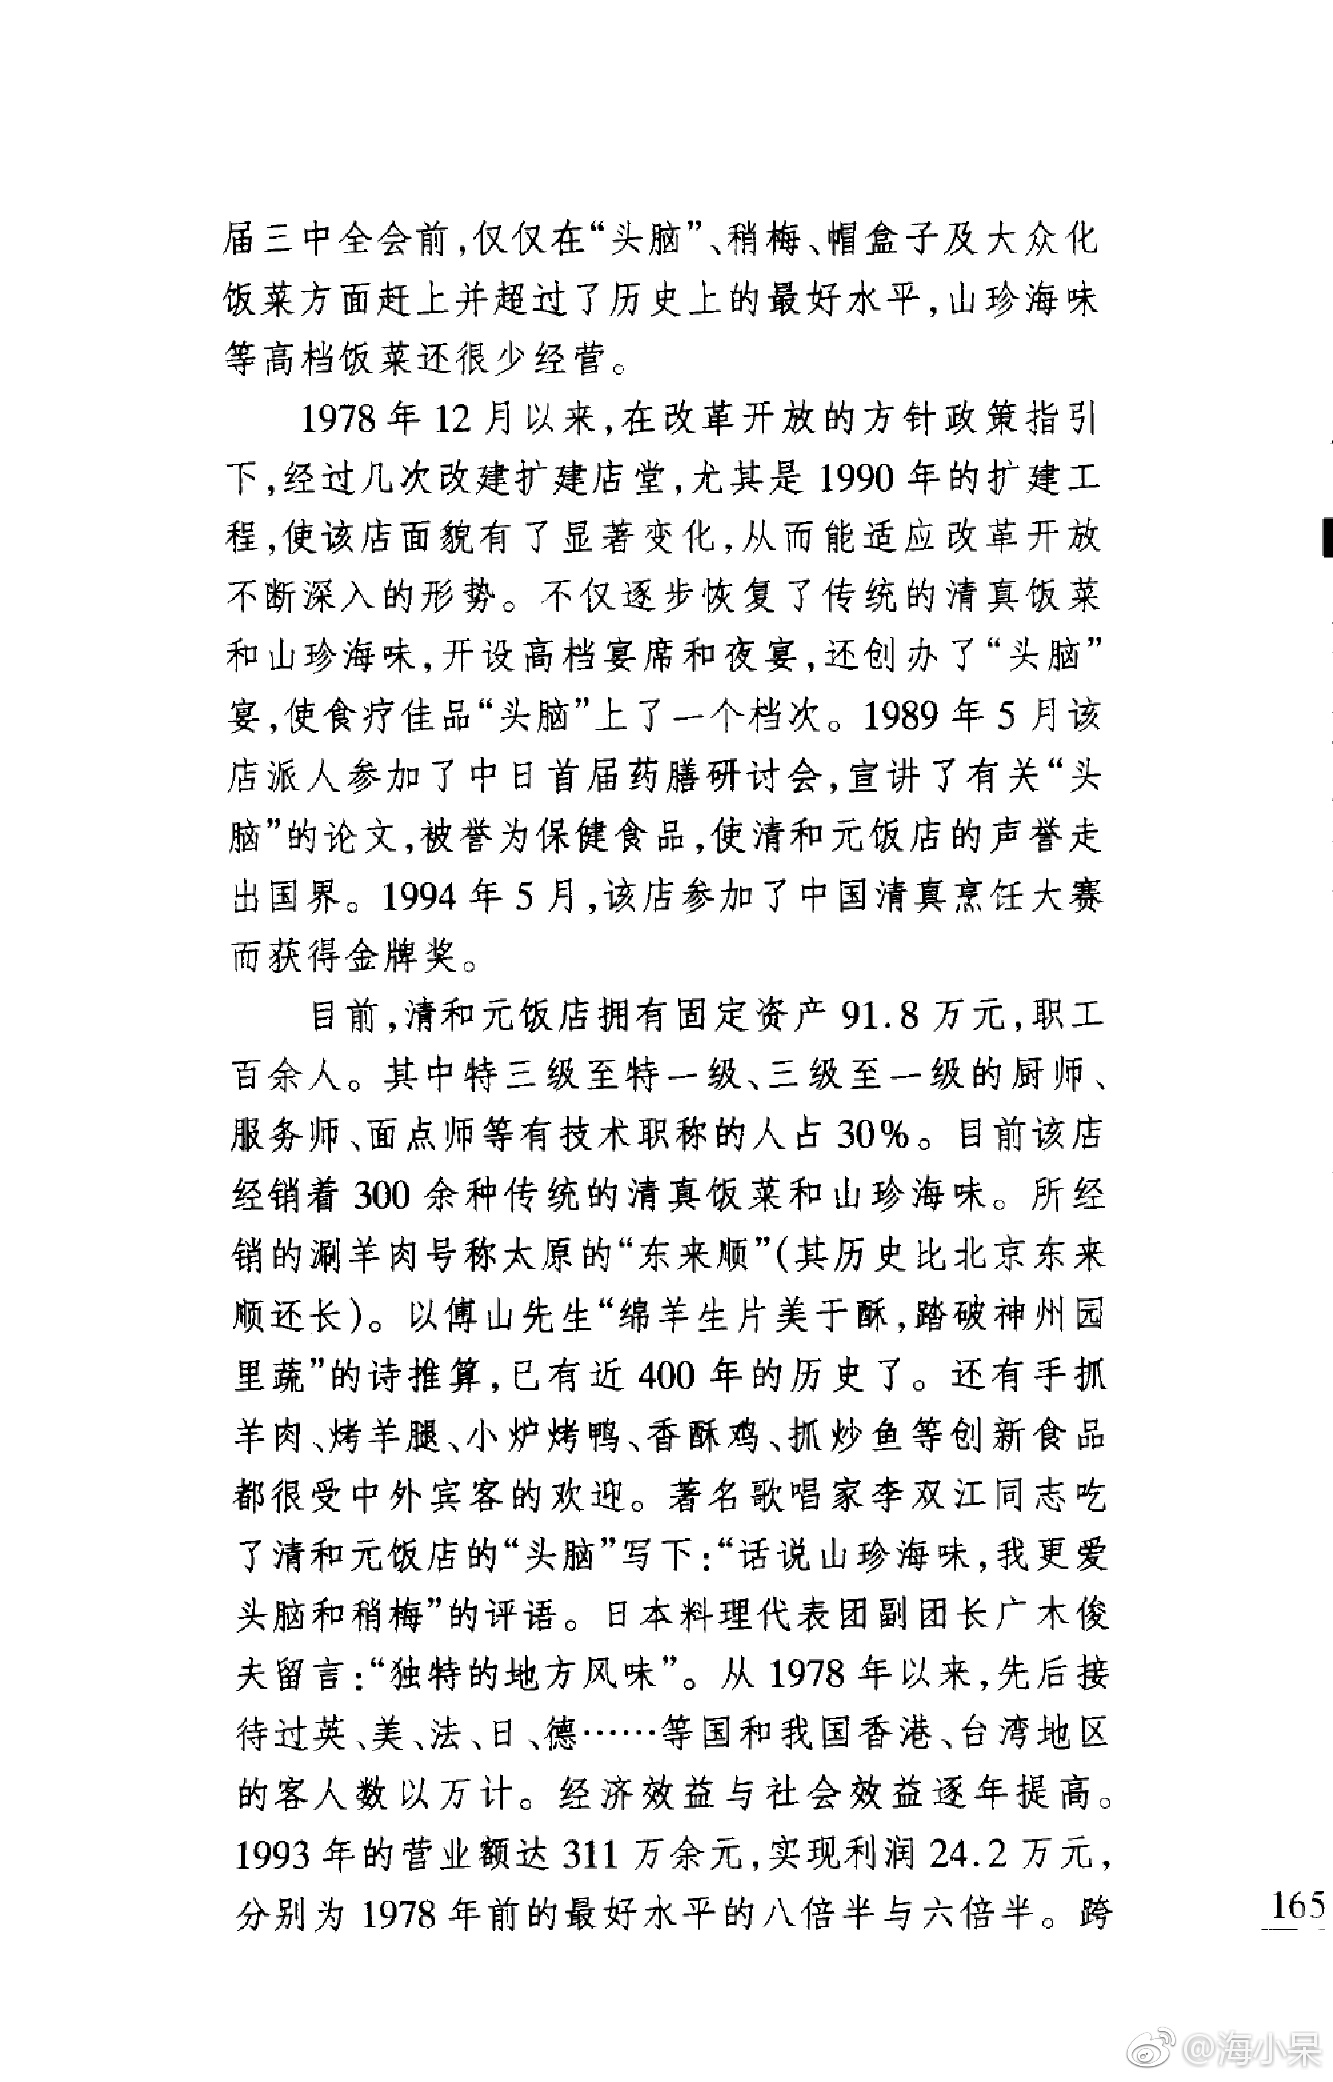 届三中全会前，仅仅在“头脑”、稍梅、帽盒子及大众化
饭菜方面赶上并超过了历史上的最好水平，山珍海味
等高档饭菜还很少经营。
1978年12月以来，在改革开放的方针政策指引
下，经过几次改建扩建店堂，尤其是1990年的扩建工
程，使该店面貌有了显著变化，从而能适应改革开放
不断深入的形势。不仅逐步恢复了传统的清真饭菜
和山珍海味，开设高档宴席和夜宴，还创办了“头脑”
宴，使食疗佳品“头脑”上了一个档次。1989年5月该
店派人参加了中日首届药膳研讨会，宣讲了有关“头
脑”的论文，被誉为保健食品，使清和元饭店的声誉走
出国界。1994年5月，该店参加了中国清真烹饪大赛
而获得金牌奖。
目前，清和元饭店拥有固定资产91.8万元，职工
百余人。其中特三级至特一级、三级至一级的厨师、
服务师、面点师等有技术职称的人占30%。目前该店
经销着300余种传统的清真饭菜和山珍海味。所经
销的涮羊肉号称太原的“东来顺”（其历史比北京东来
顺还长）。以傅山先生“绵羊生片美于酥，踏破神州园
里蔬”的诗推算，已有近400年的历史了。还有手抓
羊肉、烤羊腿、小炉烤鸭、香酥鸡、抓炒鱼等创新食品
都很受中外宾客的欢迎。著名歌唱家李双江同志吃
了清和元饭店的“头脑”写下：“话说山珍海味，我更爱
头脑和稍梅”的评语。日本料理代表团副团长广木俊
夫留言：“独特的地方风味”。从1978年以来，先后接
待过英、美、法、日、德……等国和我国香港、台湾地区
的客人数以万计。经济效益与社会效益逐年提高。
1993年的营业额达311万余元，实现利润24.2万元，
分别为1978年前的最好水平的八倍半与六倍半。跨
165
@海小呆